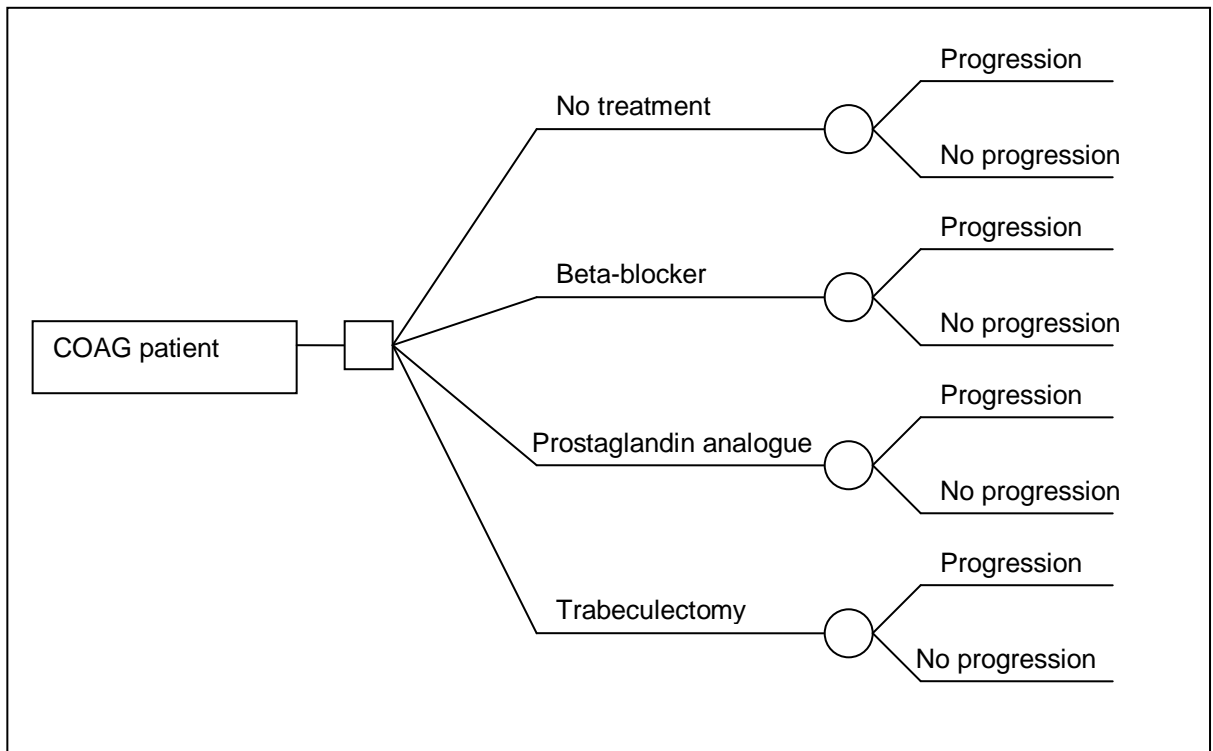 Progression
No treatment
No progression
Progression
Beta-blocker
No progression
COAG patient
Progression
Prostaglandin analogue
No progression
Progression
Trabeculectomy
No progression